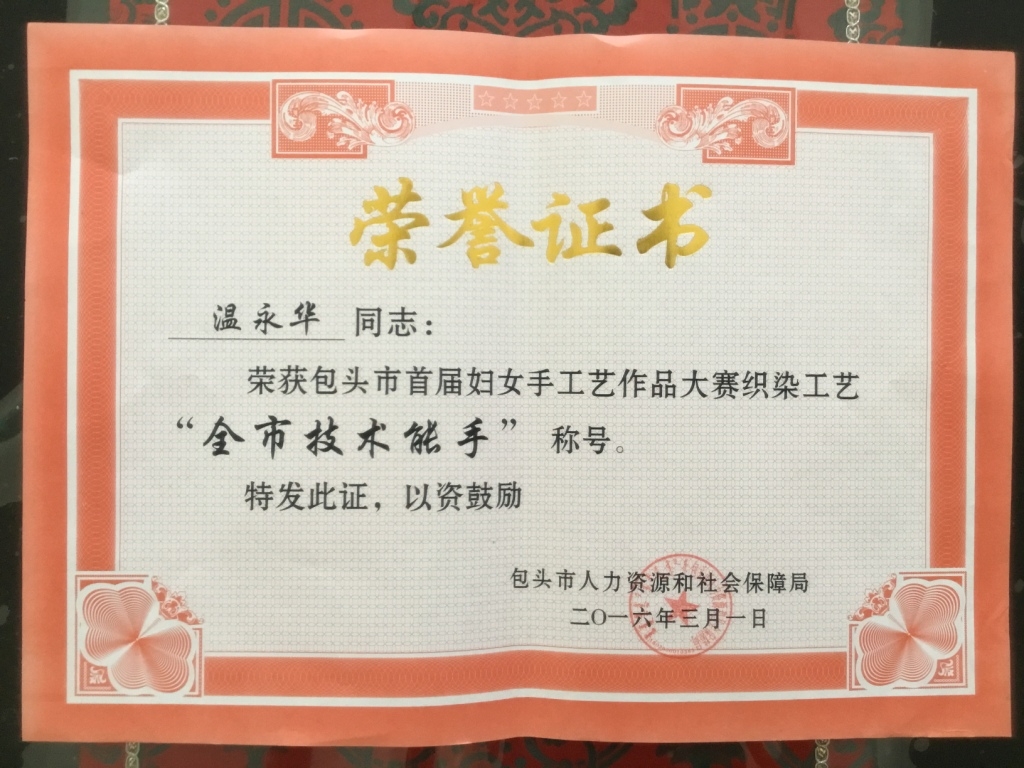 荣誉证书
温永华 同志：
荣获包头市首届妇女手工艺作品大赛织染工艺
“全市技术能手”称号。
特发此证，以资鼓励
包头市人力资源和社会保障局
二〇一六年三月一日